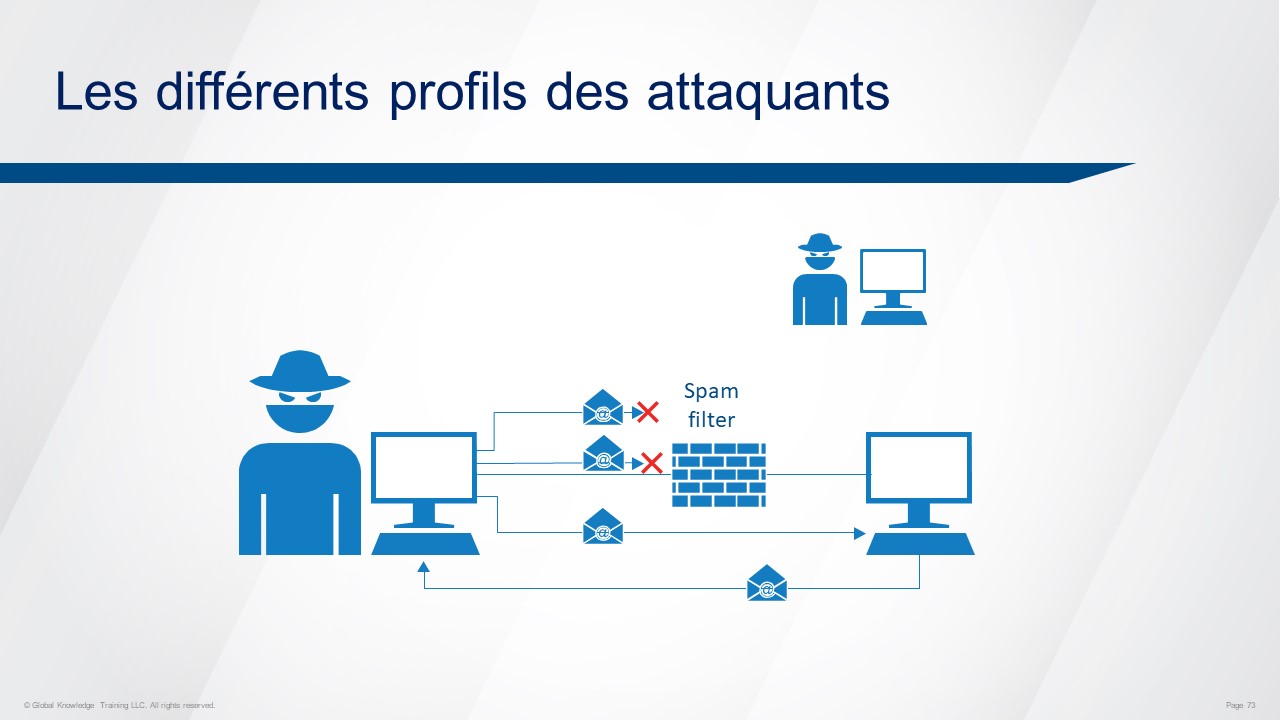 Les différents profils des attaquants
Spam
filter
@
@
@
@
© Global Knowledge Training LLC. All rights reserved.
Page 73